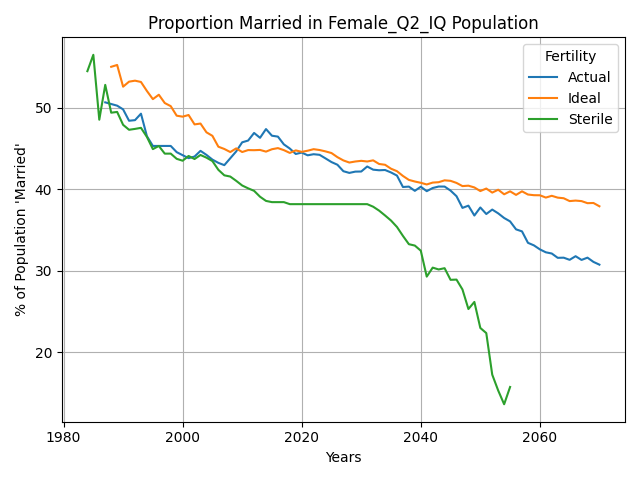 Proportion Married in Female_Q2_IQ Population
Fertility
Actual
Ideal
Sterile
% of Population 'Married'
50
40
30
20
1980
2000
2020
2040
2060
Years